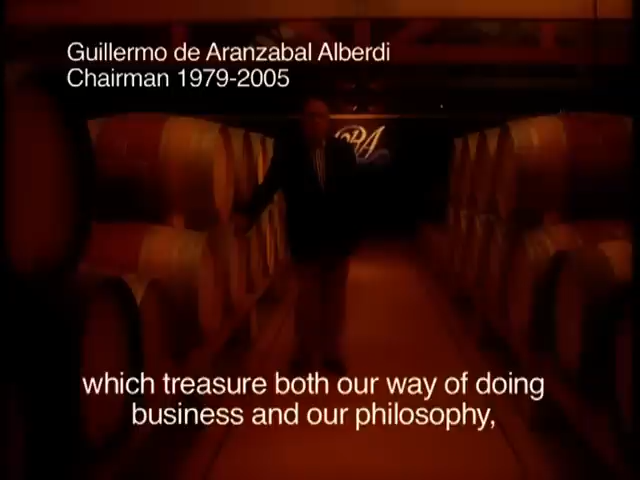 Guillermo de Aranzabal Alberdi
Chairman 1979-2005
which treasure both our way of doing
business and our philosophy,